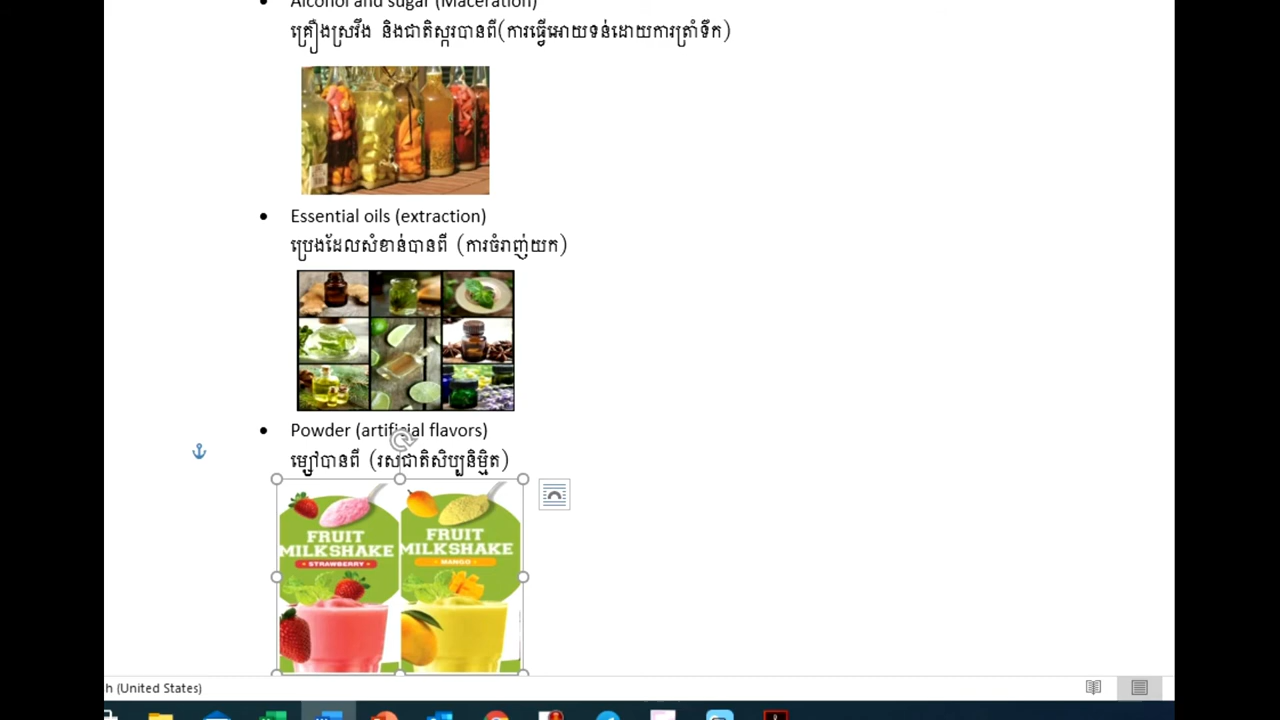 Alcohol and sugar (Maceration)
គ្រឿងស្រវឹង និងជាតិស្ករបានពី(ការធ្វើអោយទន់ដោយការត្រាំទឹក)
Essential oils (extraction)
ប្រេងដែលសំខាន់បានពី (ការចំរាញ់យក)
Powder (artificial flavors)
ម្សៅបានពី (រសជាតិសិប្បនិម្មិត)
FRUIT
MILKSHAKE
STRAWBERRY
FRUIT
MILKSHAKE
MANGO
h (United States)